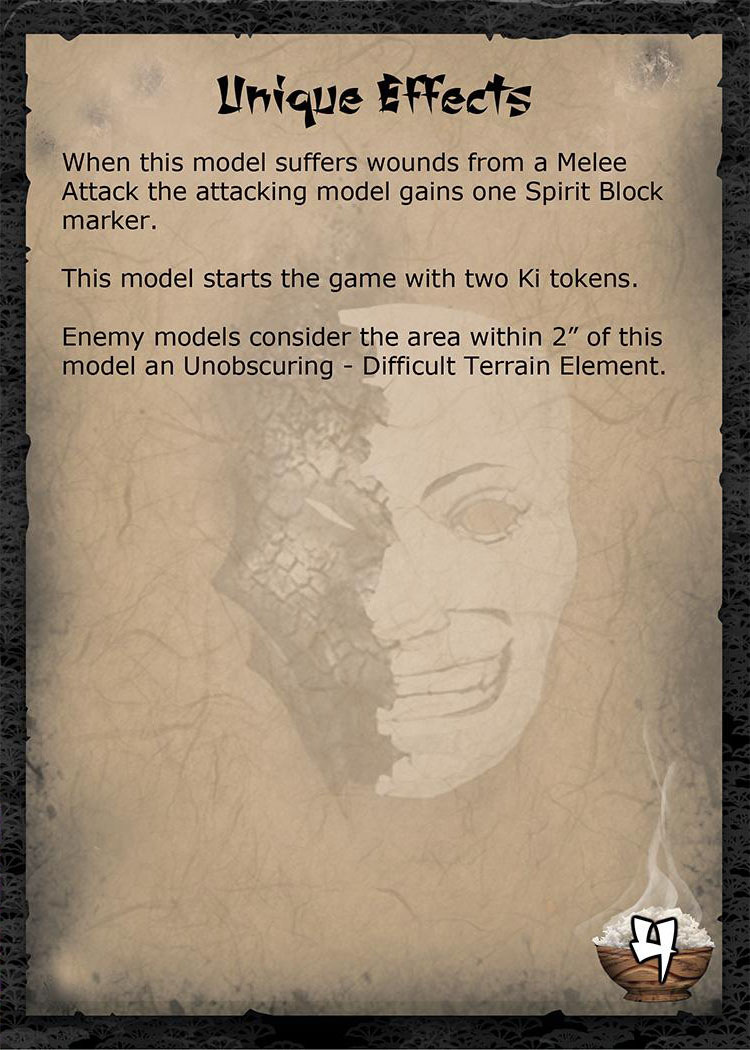 Unique Effects
When this model suffers wounds from a Melee
Attack the attacking model gains one Spirit Block
marker.
This model starts the game with two Ki tokens.
Enemy models consider the area within 2” of this
model an Unobscuring - Difficult Terrain Element.
4